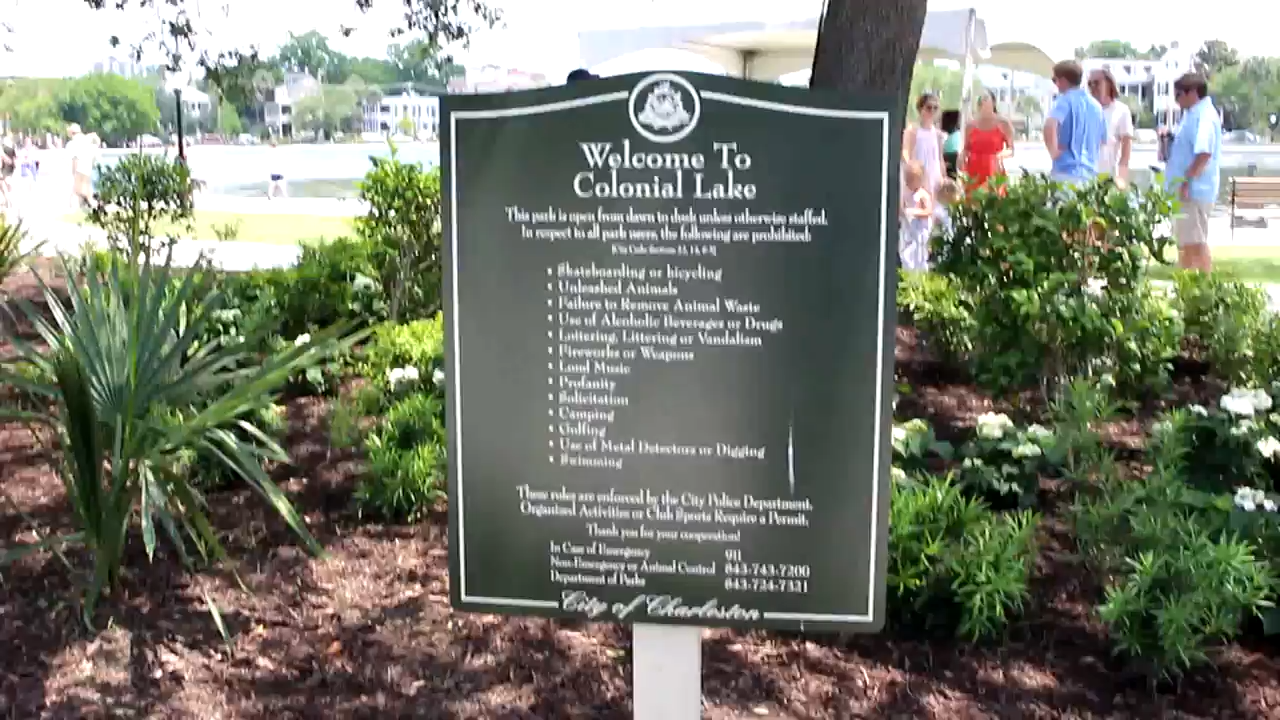 Welcome To
Colonial Lake
This park is open from dawn to dusk unless otherwise staffed.
In respect to all park users, the following are prohibited:
• Skateboarding or bicycling
• Unleashed Animals
• Failure to Remove Animal Waste
• Use of Alcoholic Beverages or Drugs
• Loitering, Littering or Vandalism
• Fireworks or Weapons
• Loud Music
• Profanity
• Solicitation
• Camping
• Golfing
• Use of Metal Detectors or Digging
• Swimming
These rules are enforced by the City Police Department.
Organized Activities or Club Sports Require a Permit.
Thank you for your cooperation!
In Case of Emergency 911
Non-Emergency or Animal Control 843-743-7200
Department of Parks 843-724-7321
City of Charleston